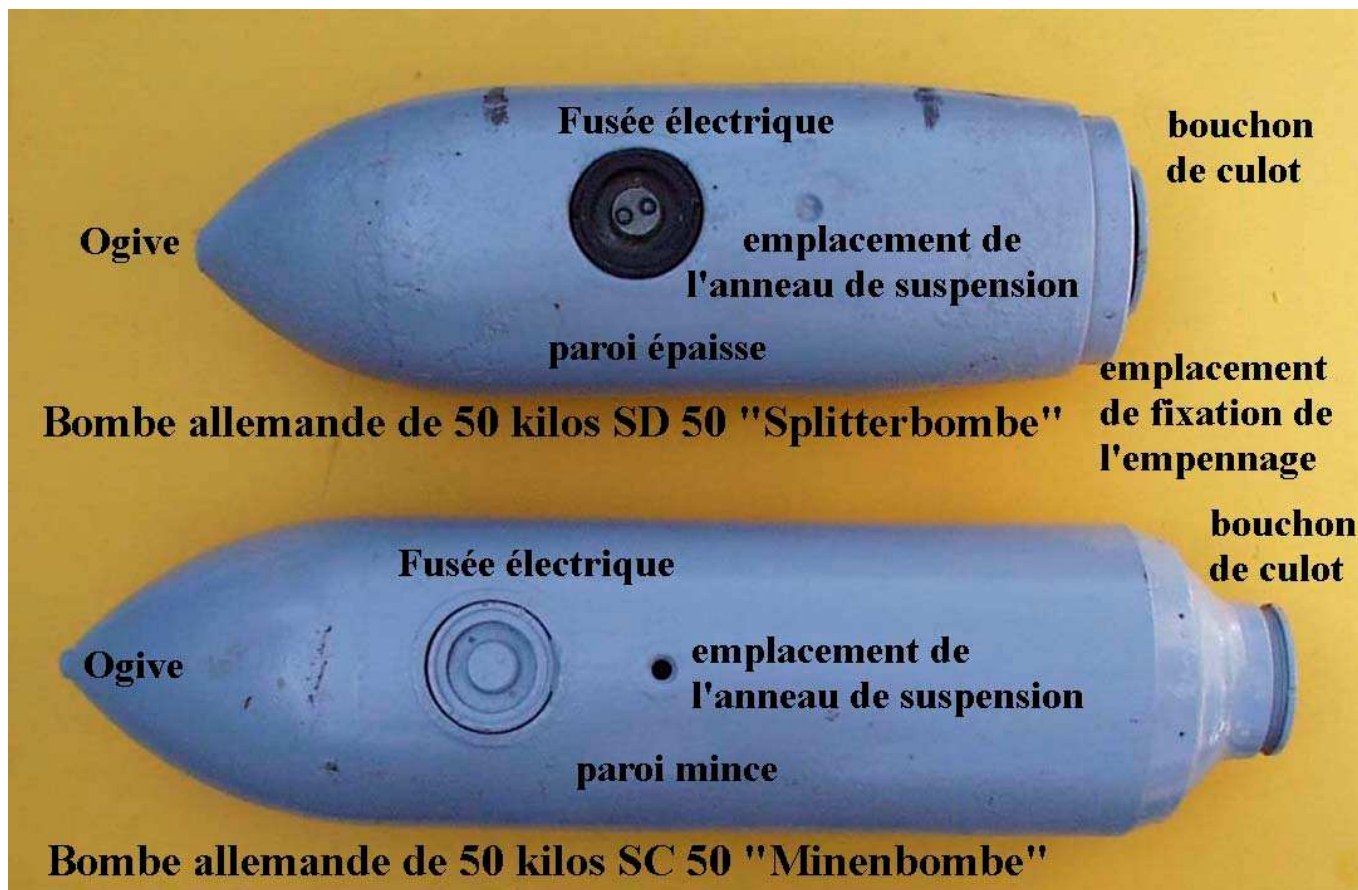 Fusée électrique
bouchon
de culot
Ogive
emplacement de
l'anneau de suspension
paroi épaisse
emplacement
de fixation de
l'empennage
Bombe allemande de 50 kilos SD 50 "Splitterbombe"
bouchon
de culot
Fusée électrique
Ogive
emplacement de
l'anneau de suspension
paroi mince
Bombe allemande de 50 kilos SC 50 "Minenbombe"